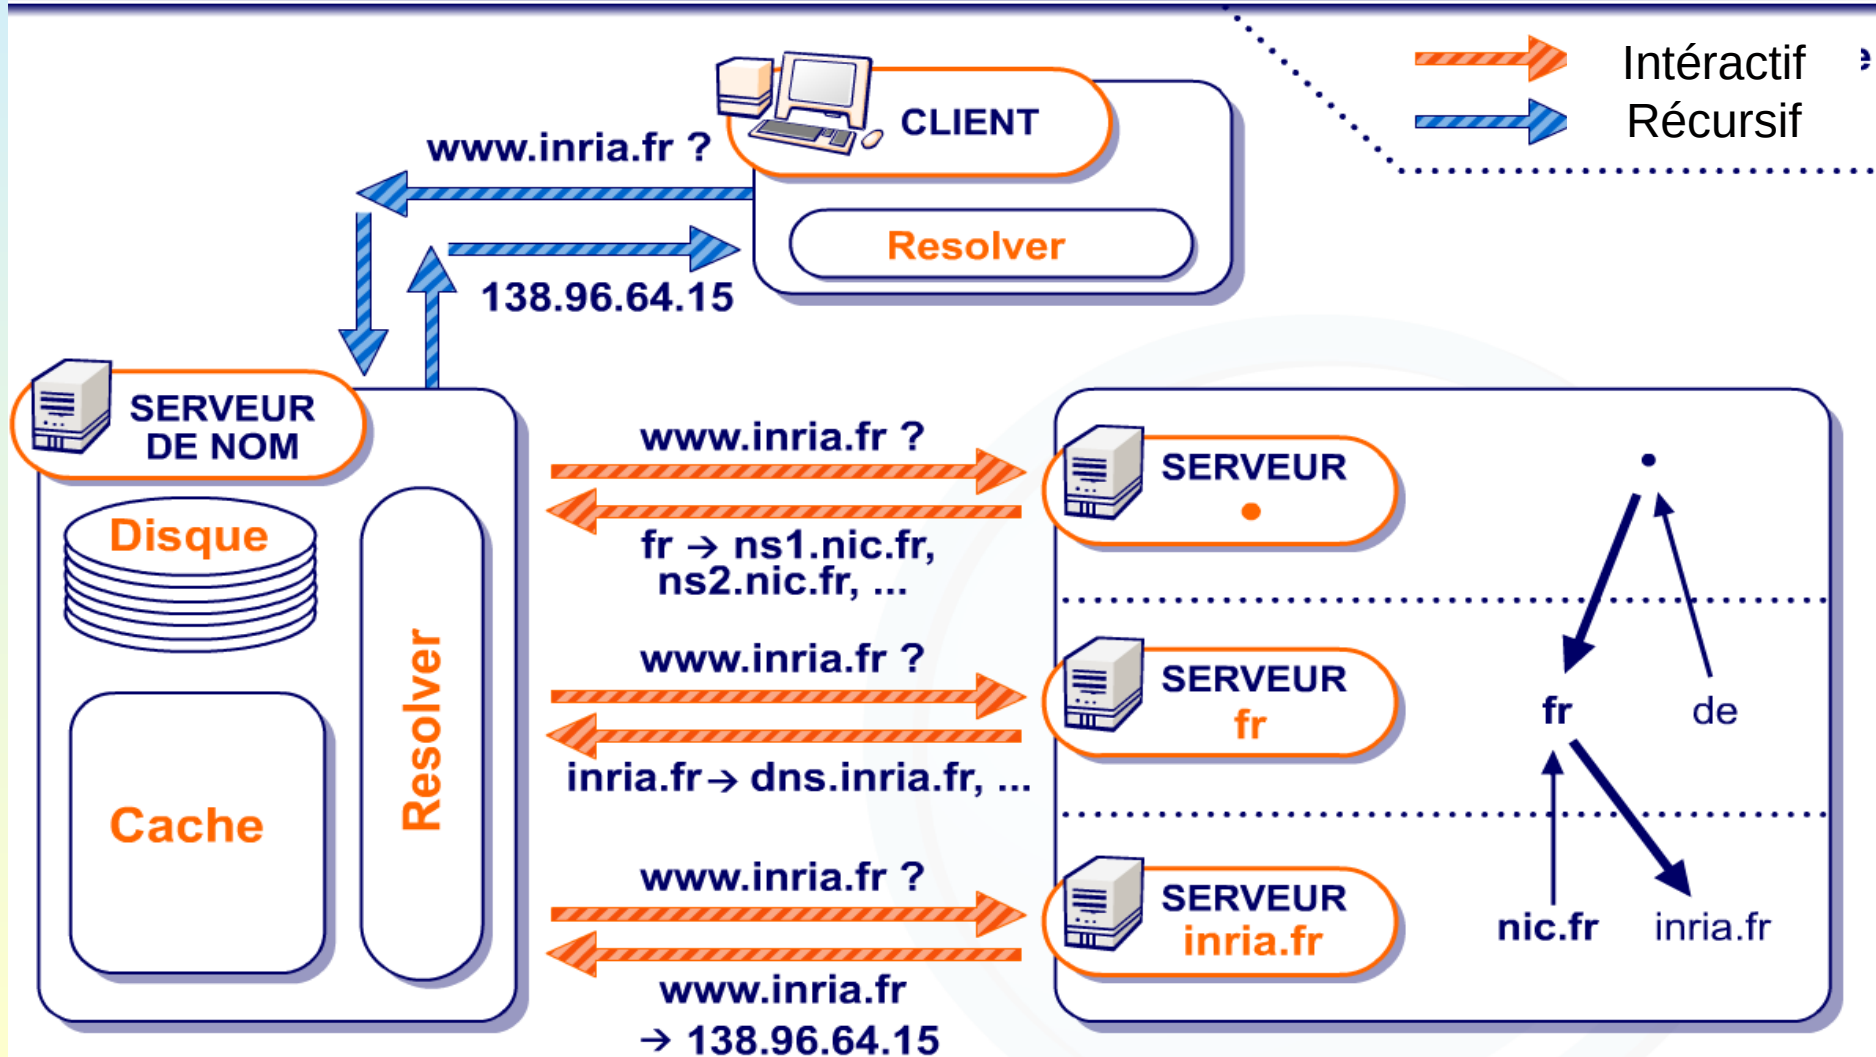 Intéractif
Récursif
CLIENT
www.inria.fr ?
Resolver
138.96.64.15
SERVEUR
DE NOM
Disque
Cache
Resolver
www.inria.fr ?
fr → ns1.nic.fr,
ns2.nic.fr, ...
www.inria.fr ?
inria.fr → dns.inria.fr, ...
www.inria.fr ?
www.inria.fr
→ 138.96.64.15
SERVEUR
•
SERVEUR
fr
SERVEUR
inria.fr
•
fr de
nic.fr inria.fr